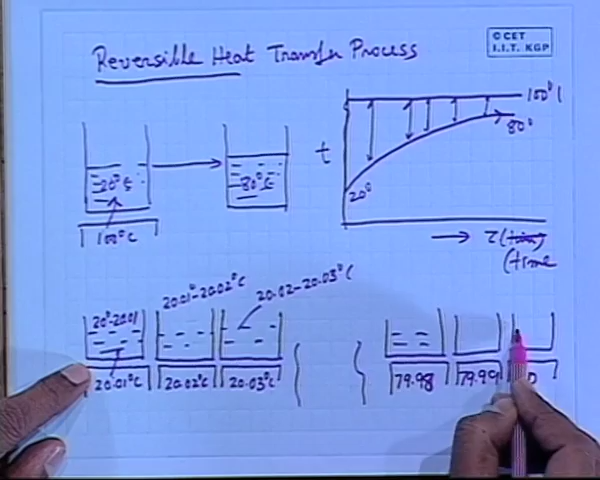 © CET
I.I.T. KGP
Reversible Heat Transfer Process
20°c
100°C
80°c
t
100°C
80°
20°
τ (time)
(time
20°-20.01
20.01°-20.02°C
20.02-20.03°C
20.01°C
20.02°C
20.03°C
79.98
79.99